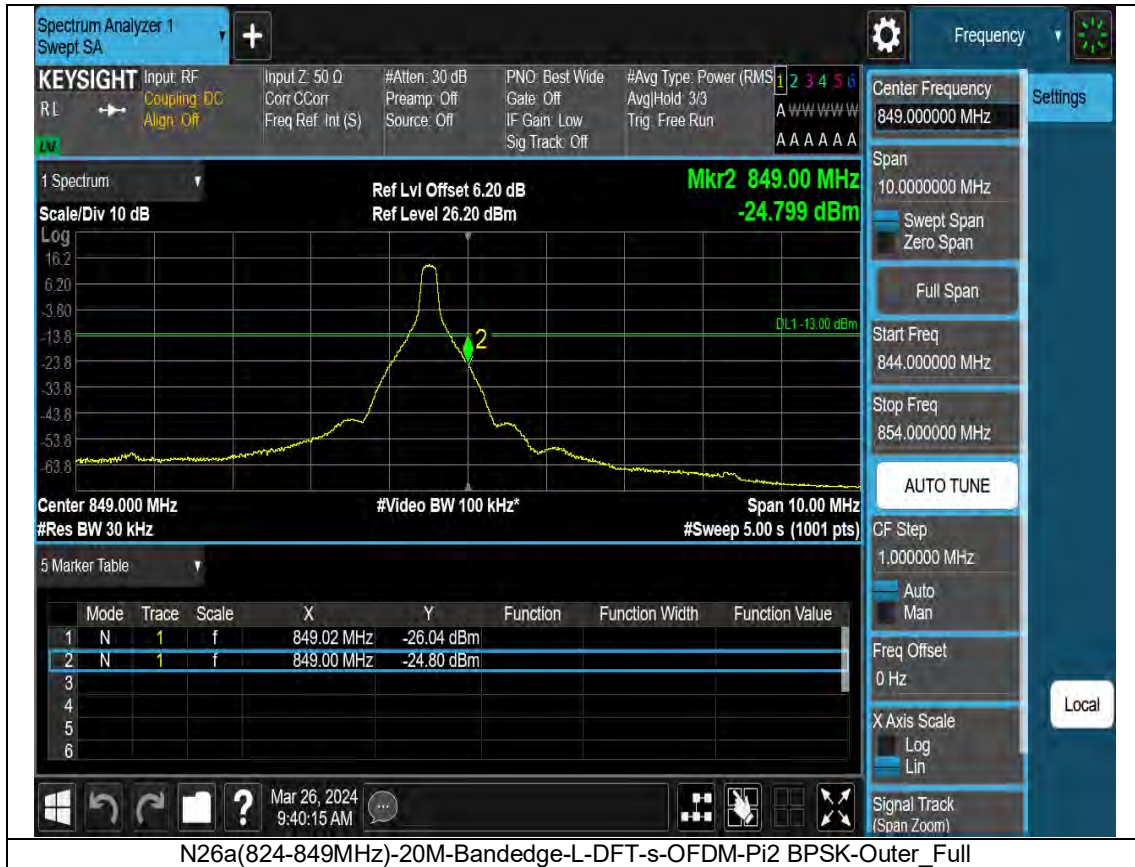 Spectrum Analyzer 1
Swept SA
Frequency
KEYSIGHT
RL
Input: RF
Coupling: DC
Align: Off
Input Z: 50 Ω
Corr CCorr
Freq Ref: Int (S)
#Atten: 30 dB
Preamp: Off
Source: Off
PNO: Best Wide
Gate: Off
IF Gain: Low
Sig Track: Off
#Avg Type: Power (RMS
Avg|Hold: 3/3
Trig: Free Run
1 2 3 4 5 6
A W W W W W
A A A A A A
1 Spectrum
Scale/Div 10 dB
Ref Lvl Offset 6.20 dB
Ref Level 26.20 dBm
Mkr2 849.00 MHz
-24.799 dBm
Log
16.2
6.20
-3.80
-13.8
-23.8
-33.8
-43.8
-53.8
-63.8
DL1 -13.00 dBm
2
Center 849.000 MHz
#Video BW 100 kHz*
Span 10.00 MHz
#Res BW 30 kHz
#Sweep 5.00 s (1001 pts)
5 Marker Table
Mode Trace Scale X Y Function Function Width Function Value
1 N 1 f 849.02 MHz -26.04 dBm
2 N 1 f 849.00 MHz -24.80 dBm
3
4
5
6
Mar 26, 2024
9:40:15 AM
Center Frequency
849.000000 MHz
Settings
Span
10.0000000 MHz
Swept Span
Zero Span
Full Span
Start Freq
844.000000 MHz
Stop Freq
854.000000 MHz
AUTO TUNE
CF Step
1.000000 MHz
Auto
Man
Freq Offset
0 Hz
X Axis Scale
Log
Lin
Signal Track
(Span Zoom)
Local
N26a(824-849MHz)-20M-Bandedge-L-DFT-s-OFDM-Pi2 BPSK-Outer_Full